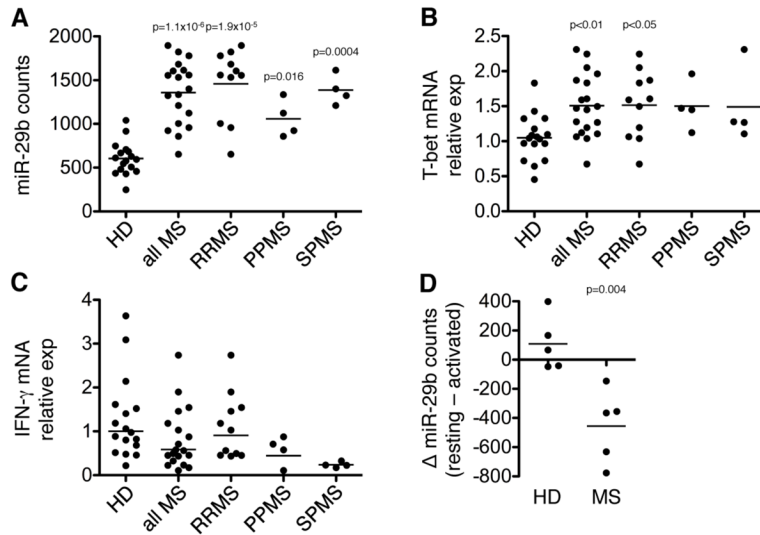 A
p=1.1x10-6 p=1.9x10-5
p=0.016
p=0.0004
miR-29b counts
2000
1500
1000
500
0
HD
all MS
RRMS
PPMS
SPMS
B
p<0.01
p<0.05
T-bet mRNA
relative exp
2.5
2.0
1.5
1.0
0.5
0.0
HD
all MS
RRMS
PPMS
SPMS
C
IFN-γ mNA
relative exp
4
3
2
1
0
HD
all MS
RRMS
PPMS
SPMS
D
p=0.004
Δ miR-29b counts
(resting – activated)
400
200
0
-200
-400
-600
-800
HD
MS